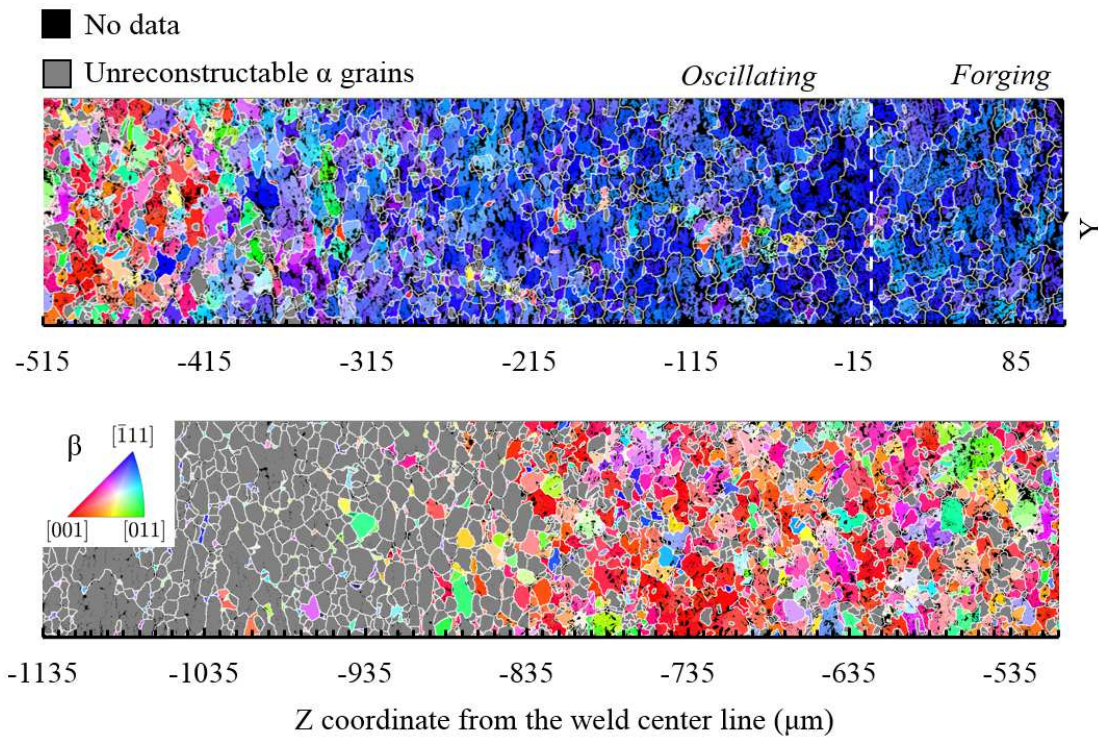 No data
Unreconstructable α grains
Oscillating Forging
Y
-515 -415 -315 -215 -115 -15 85
β
[1̄11]
[001] [011]
-1135 -1035 -935 -835 -735 -635 -535
Z coordinate from the weld center line (μm)